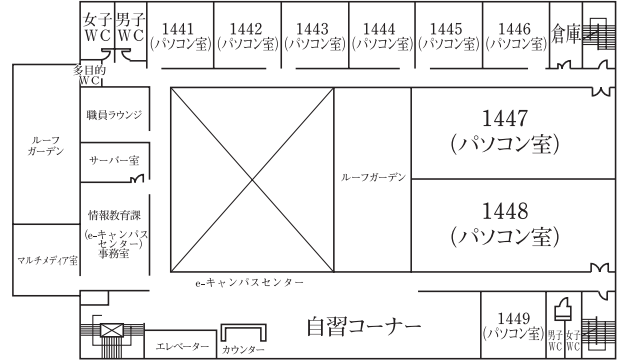 女子
WC
男子
WC
1441
(パソコン室)
1442
(パソコン室)
1443
(パソコン室)
1444
(パソコン室)
1445
(パソコン室)
1446
(パソコン室)
倉庫
多目的
WC
ルーフ
ガーデン
職員ラウンジ
サーバー室
情報教育課
(e-キャンパス
センター)
事務室
マルチメディア室
ルーフガーデン
1447
(パソコン室)
1448
(パソコン室)
e-キャンパスセンター
自習コーナー
エレベーター
カウンター
1449
(パソコン室)
男子
WC
女子
WC